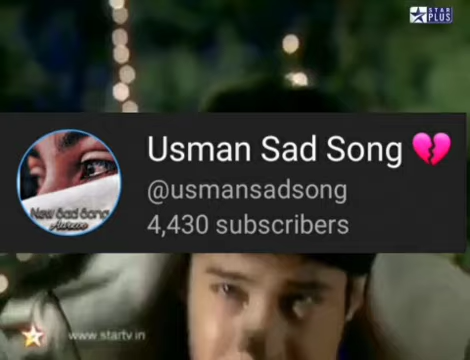 STAR
PLUS
Usman Sad Song 💔
@usmansadsong
4,430 subscribers
New Sad Song
www.startv.in